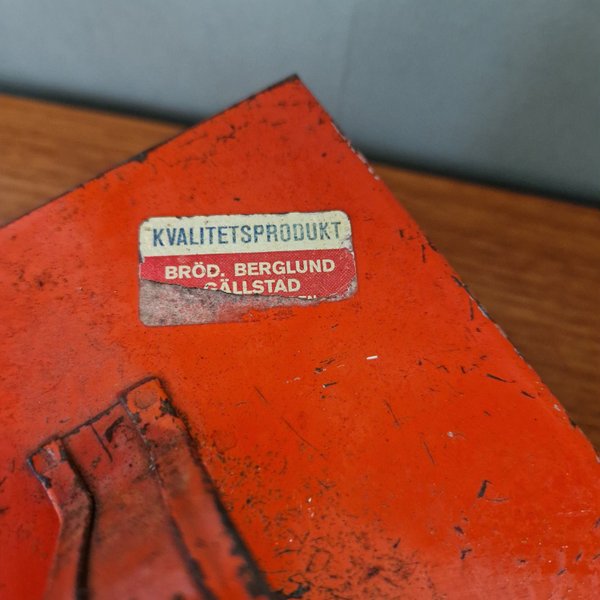 KVALITETSPRODUKT
BRÖD. BERGLUND
GÄLLSTAD